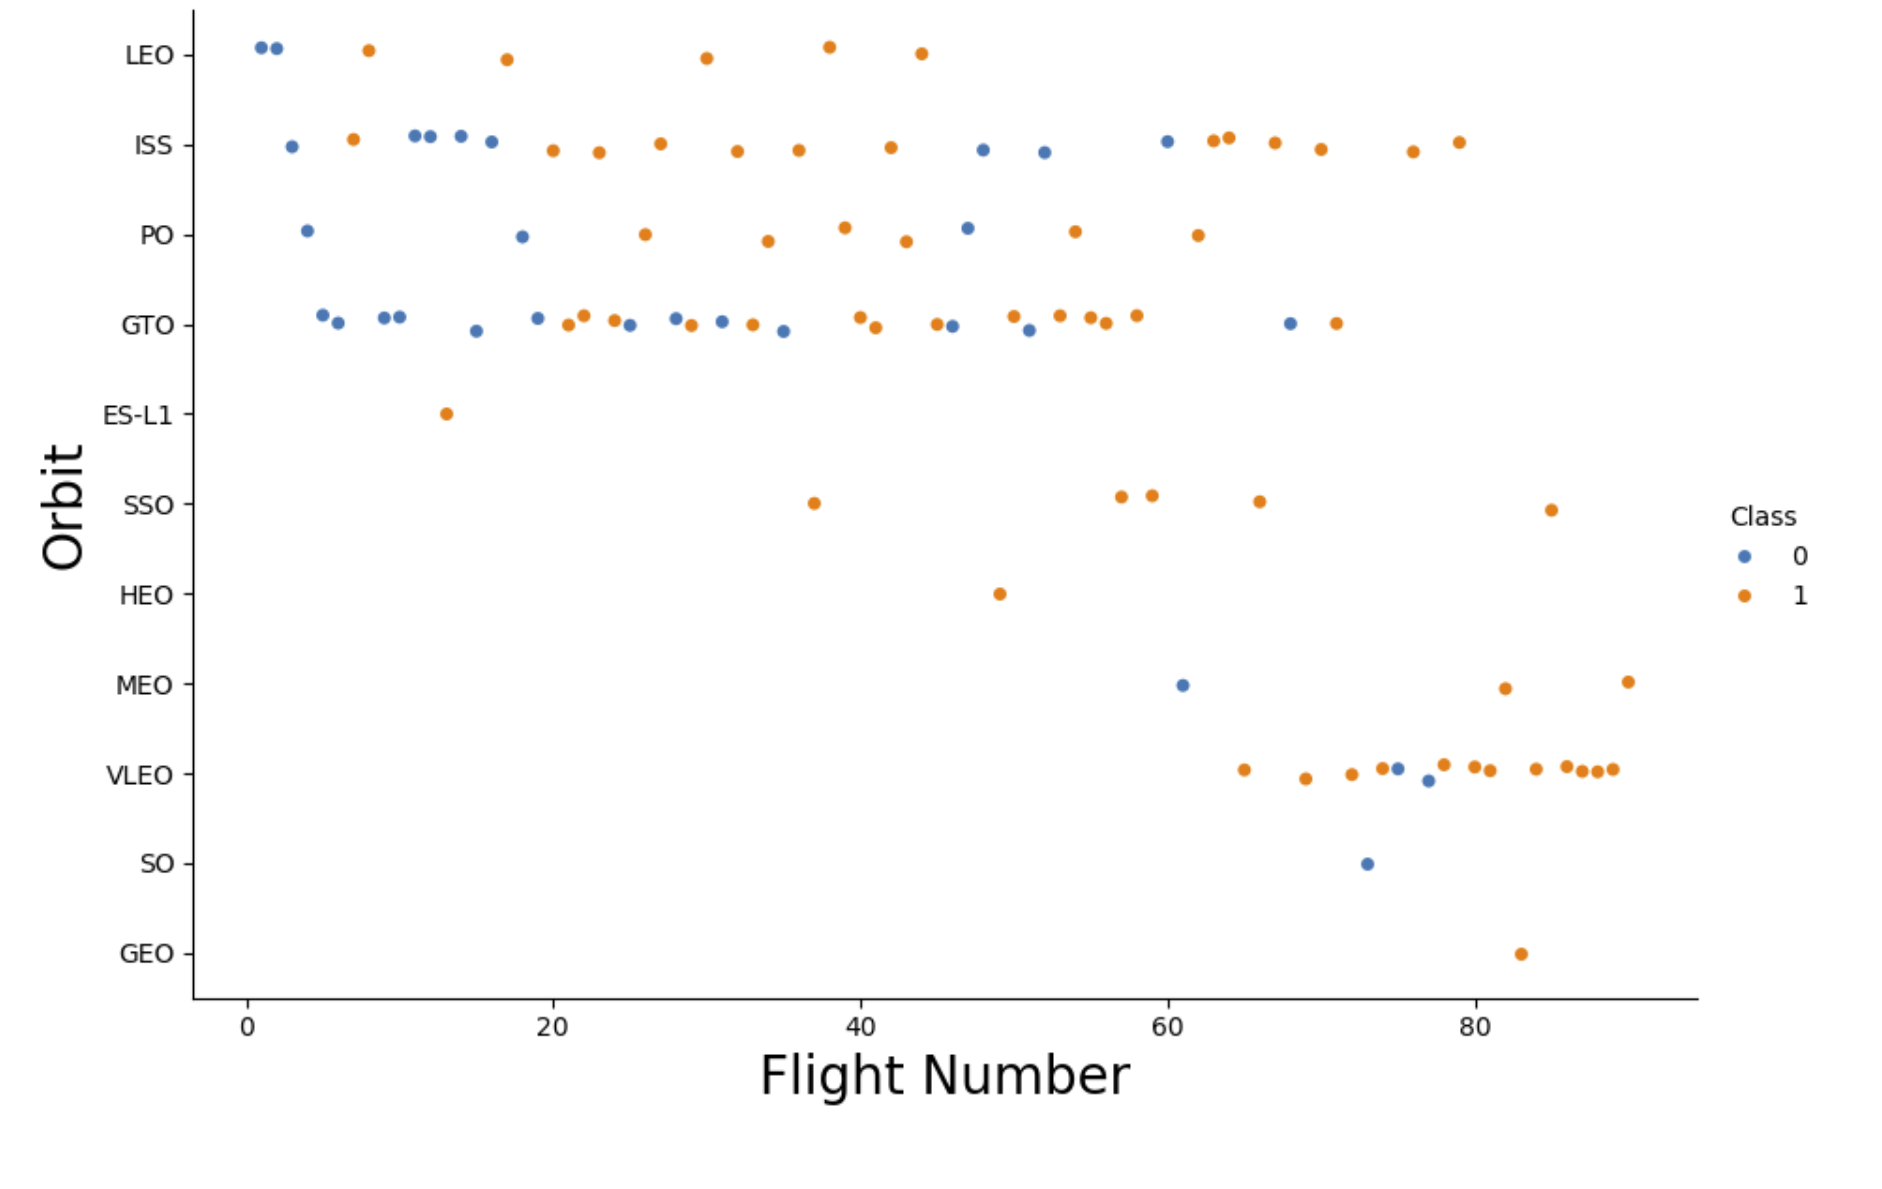 LEO
ISS
PO
GTO
ES-L1
SSO
HEO
MEO
VLEO
SO
GEO
Orbit
0 20 40 60 80
Flight Number
Class
0
1